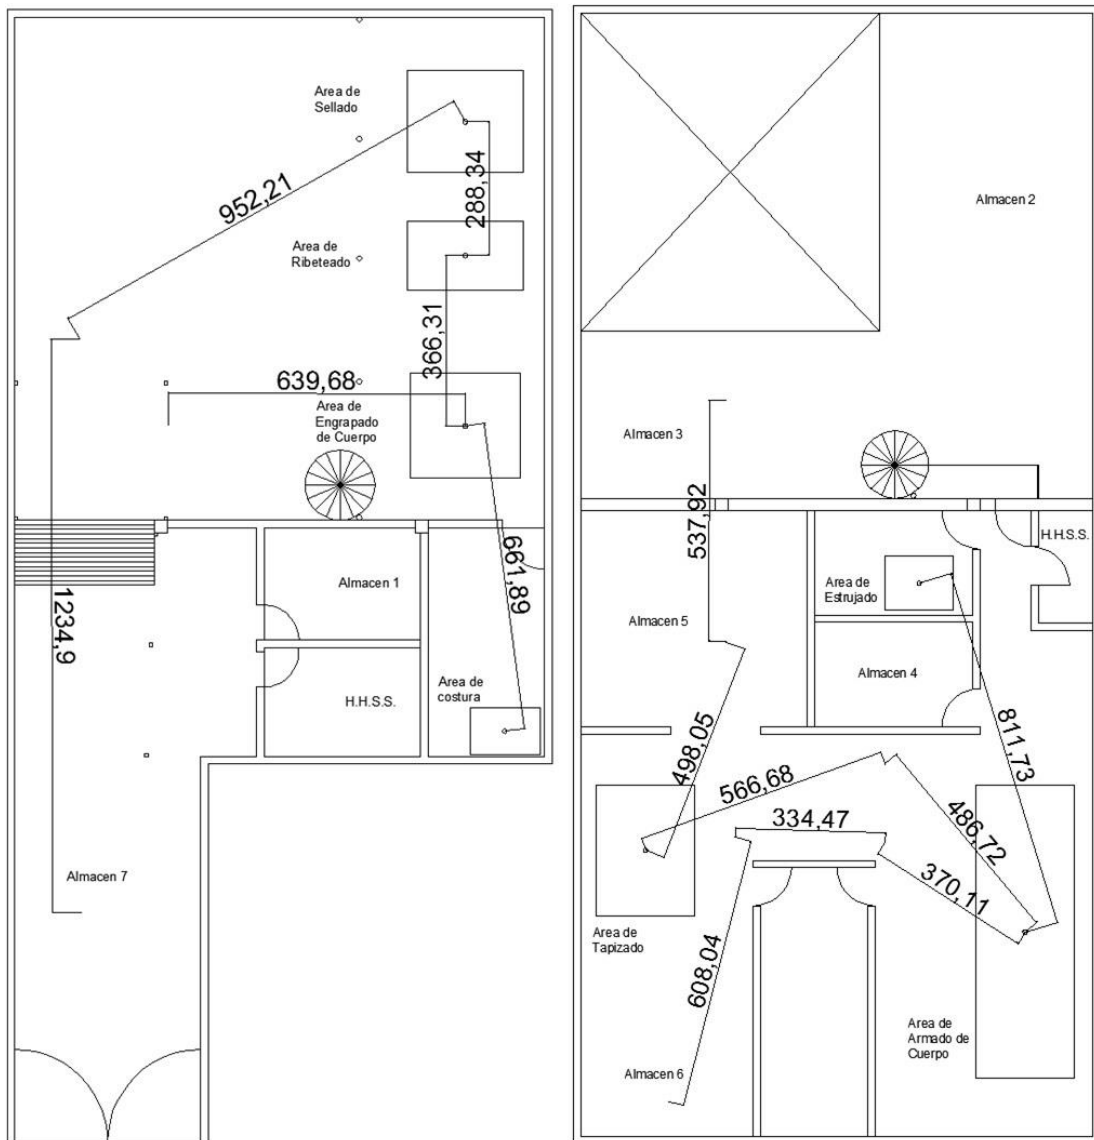 Area de
Sellado
952,21
288,34
Area de
Ribeteado
366,31
639,68
Area de
Engrapado
de Cuerpo
661,89
1234,9
Almacen 1
Area de
costura
H.H.S.S.
Almacen 7
Almacen 2
Almacen 3
537,92
H.H.S.S.
Area de
Estrujado
Almacen 5
Almacen 4
498,05
811,73
566,68
334,47
486,72
370,11
Area de
Tapizado
608,04
Area de
Armado de
Cuerpo
Almacen 6